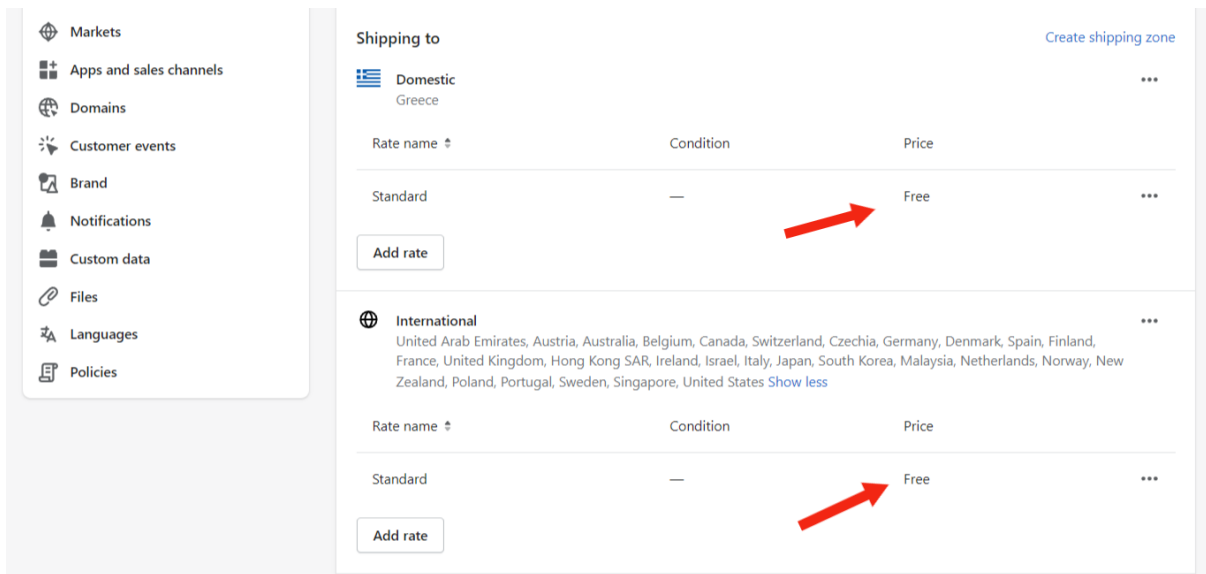 Markets
Apps and sales channels
Domains
Customer events
Brand
Notifications
Custom data
Files
Languages
Policies
Shipping to
Create shipping zone
Domestic
Greece
Rate name Condition Price
Standard — Free
Add rate
International
United Arab Emirates, Austria, Australia, Belgium, Canada, Switzerland, Czechia, Germany, Denmark, Spain, Finland,
France, United Kingdom, Hong Kong SAR, Ireland, Israel, Italy, Japan, South Korea, Malaysia, Netherlands, Norway, New
Zealand, Poland, Portugal, Sweden, Singapore, United States Show less
Rate name Condition Price
Standard — Free
Add rate